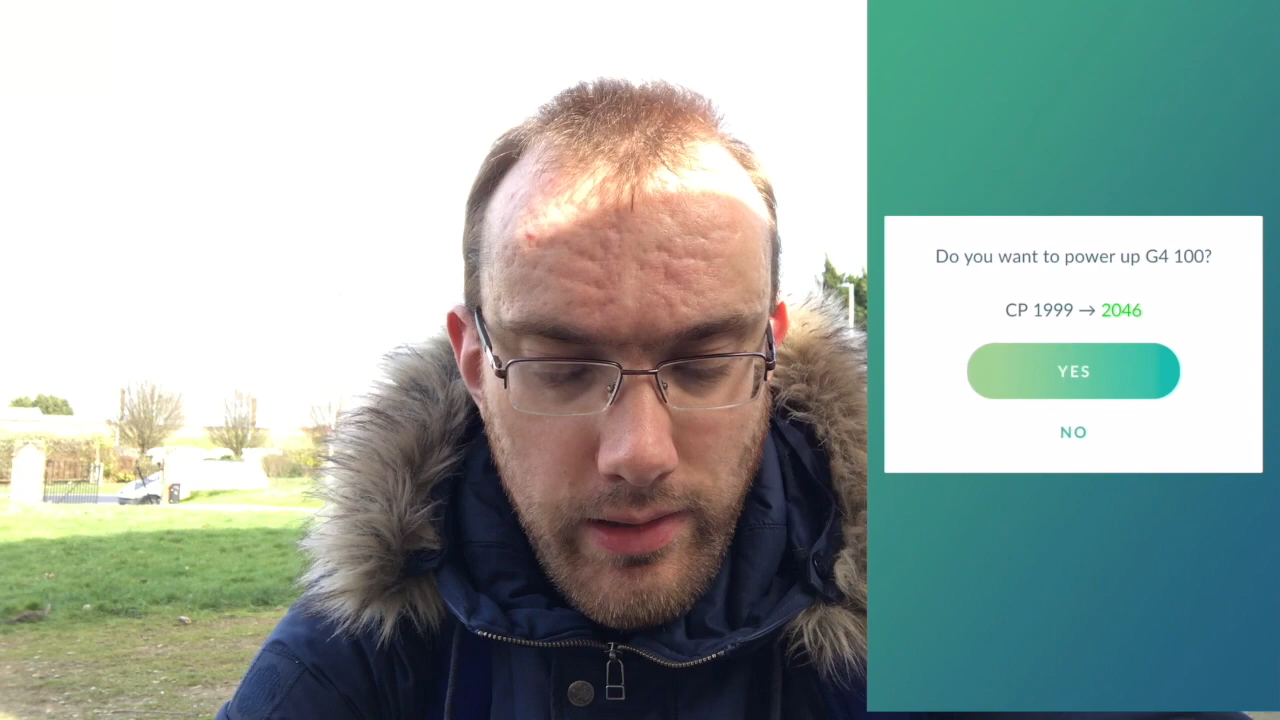 Do you want to power up G4 100?
CP 1999 → 2046
YES
NO